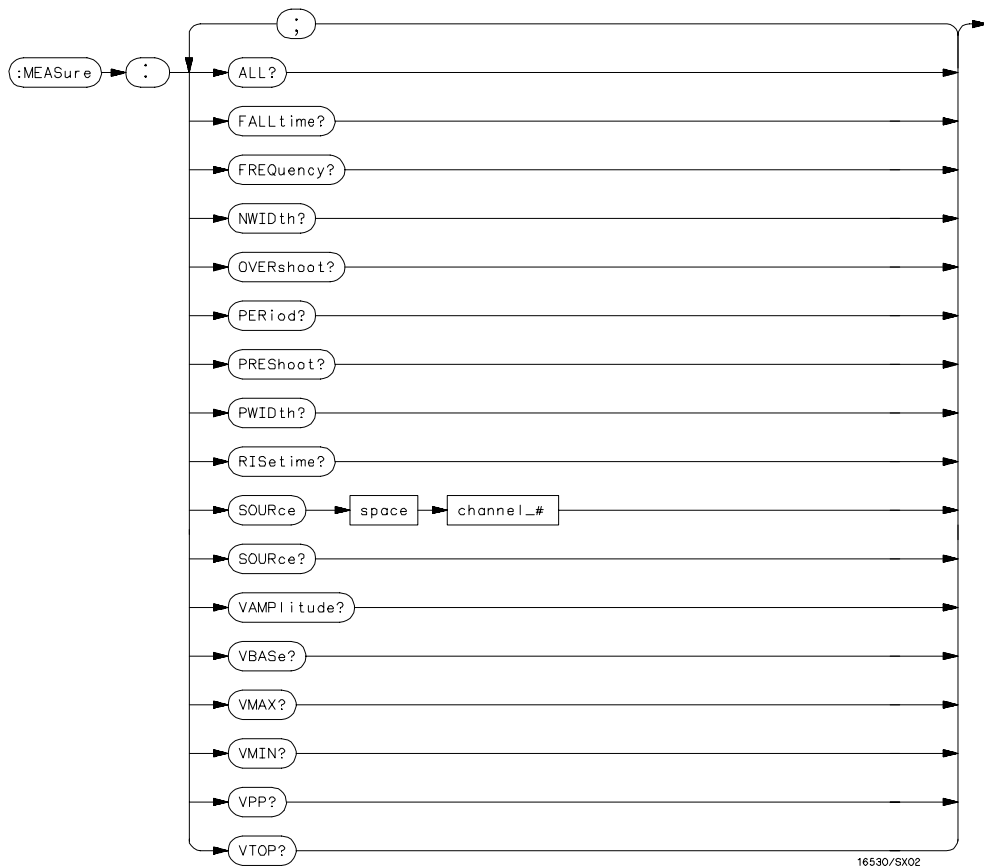 ;
:MEASure : ALL?
FALLtime?
FREQuency?
NWIDth?
OVERshoot?
PERiod?
PREShoot?
PWIDth?
RISetime?
SOURce space channel_#
SOURce?
VAMPlitude?
VBASe?
VMAX?
VMIN?
VPP?
VTOP?
16530/SX02